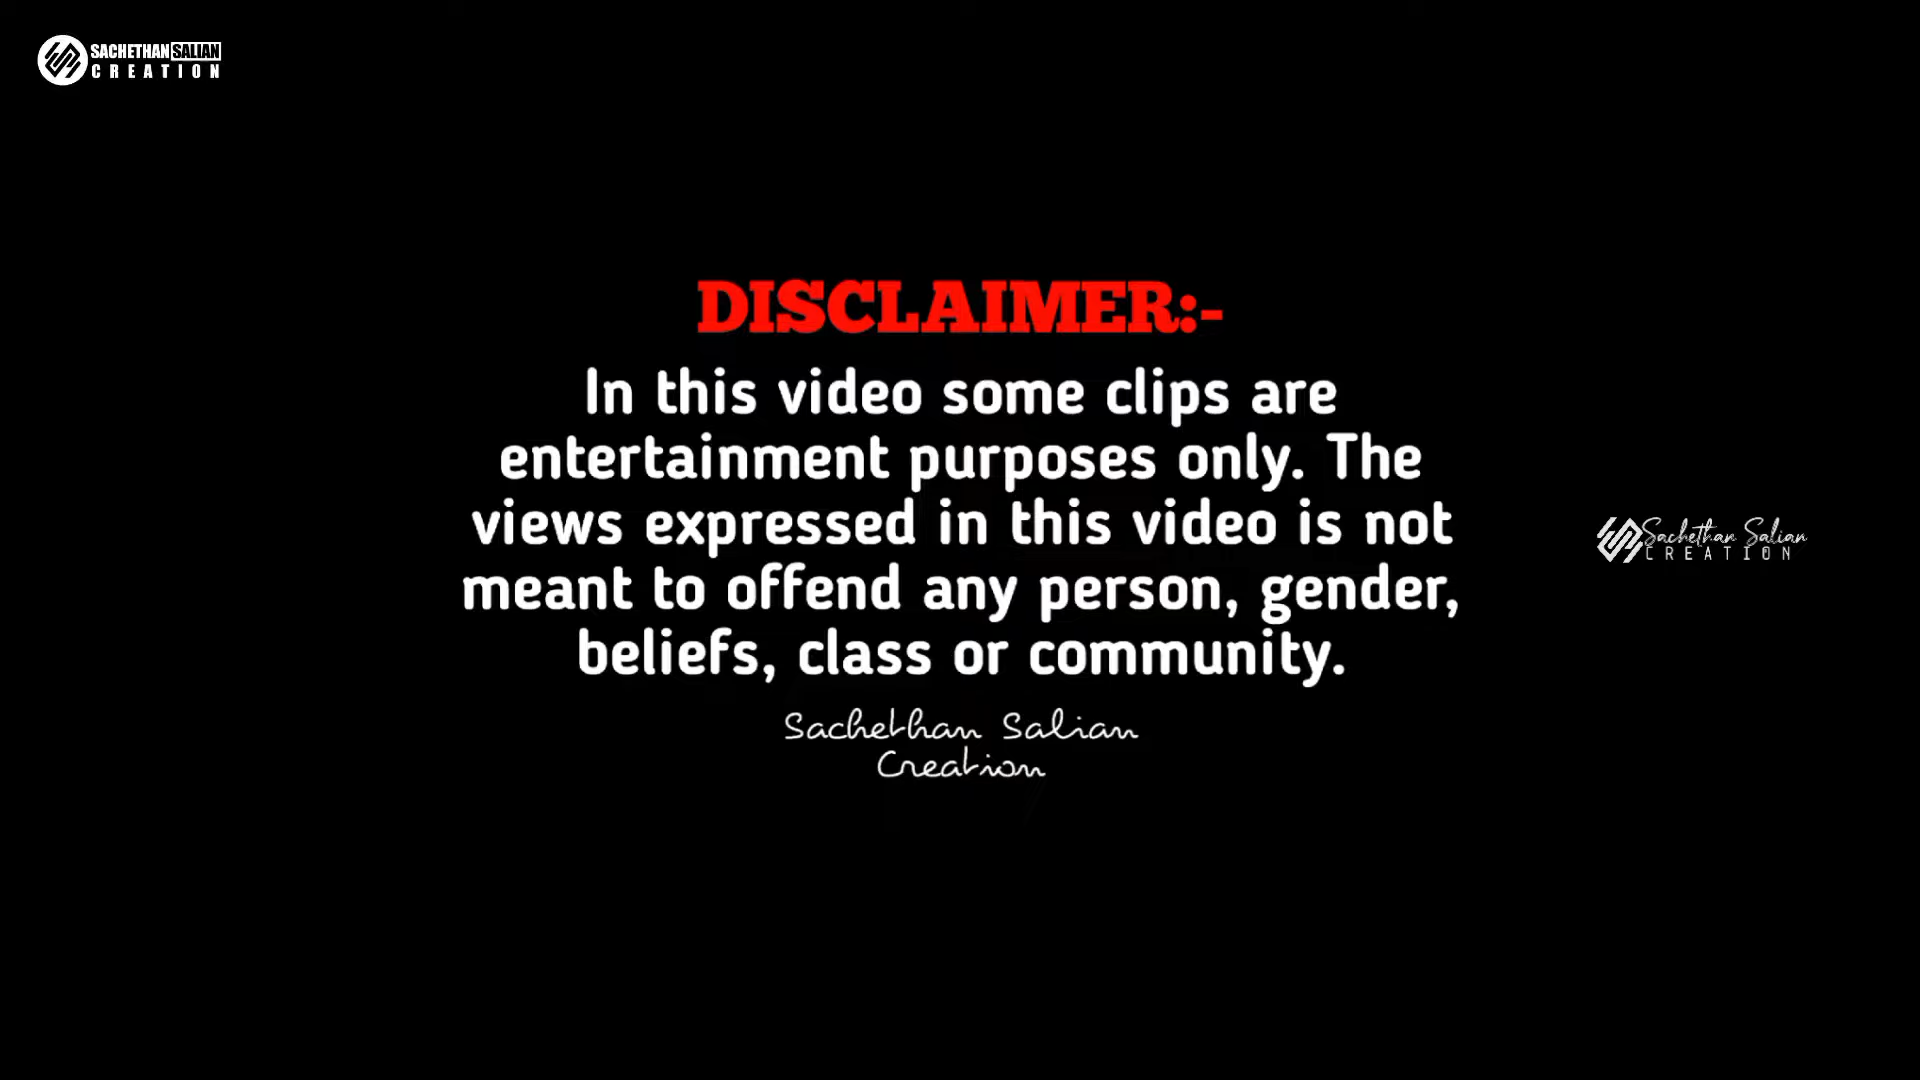 SACHETHAN SALIAN
CREATION
DISCLAIMER:-
In this video some clips are
entertainment purposes only. The
views expressed in this video is not
meant to offend any person, gender,
beliefs, class or community.
Sachethan Salian
CREATION
Sachethan Salian
Creation